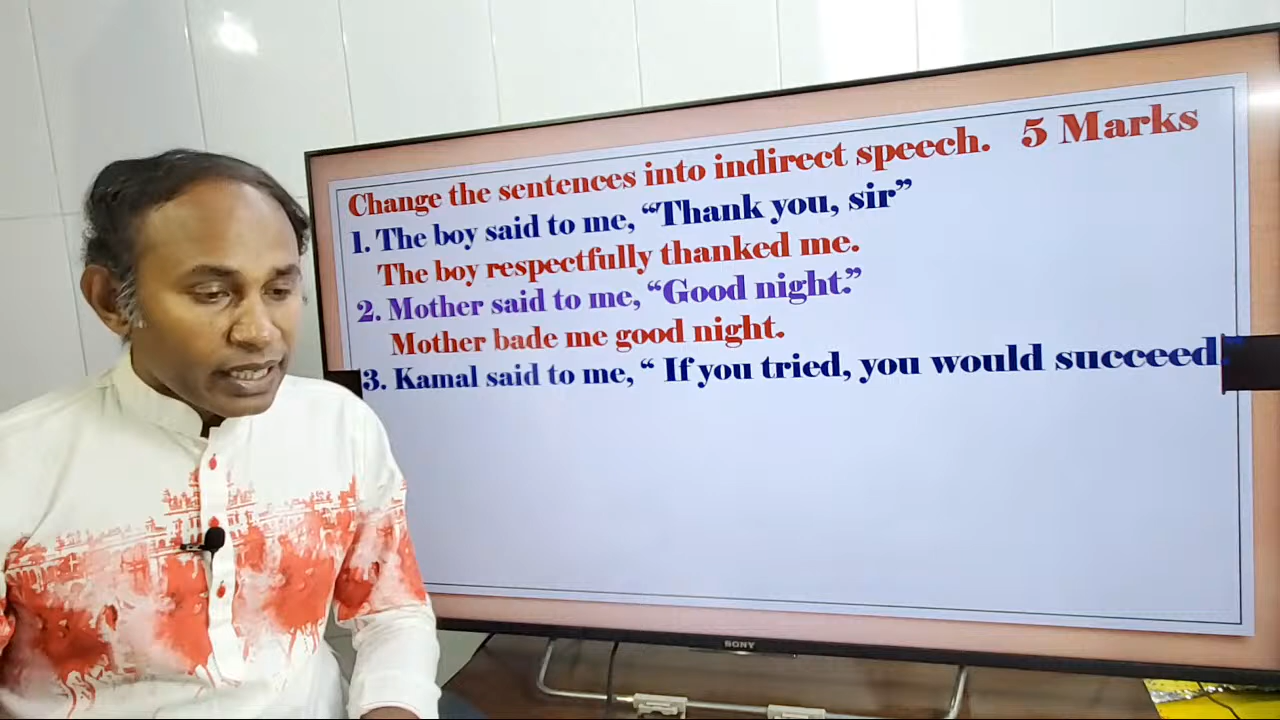 Change the sentences into indirect speech. 5 Marks
1. The boy said to me, “Thank you, sir”
The boy respectfully thanked me.
2. Mother said to me, “Good night.”
Mother bade me good night.
3. Kamal said to me, “ If you tried, you would succeed.”
SONY